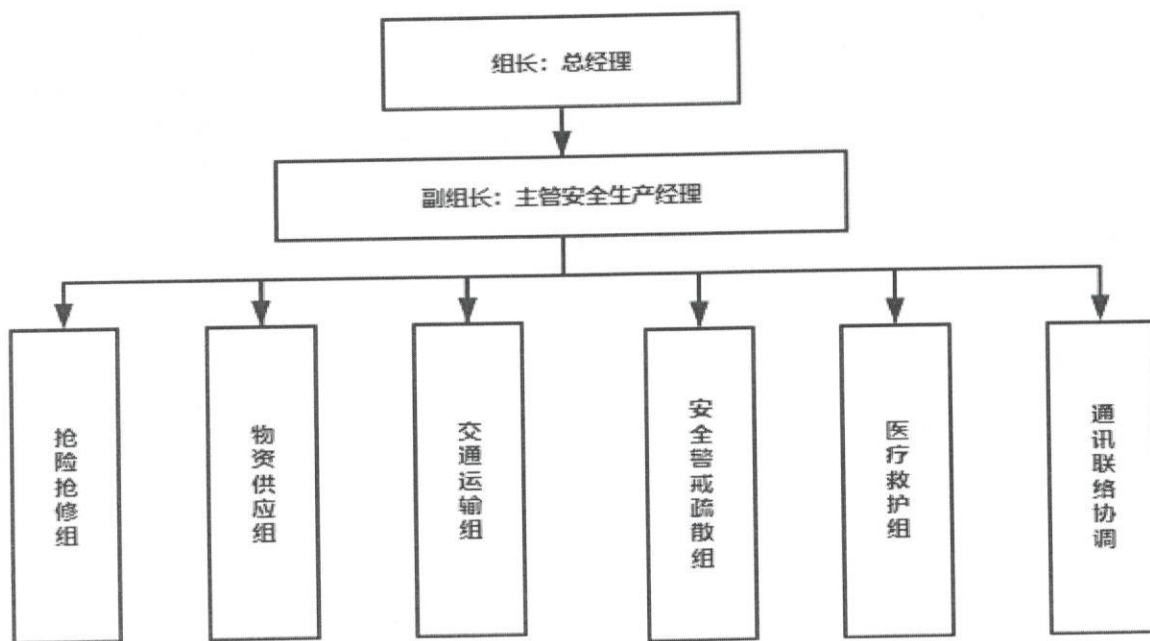 组长：总经理
副组长：主管安全生产经理
抢险抢修组
物资供应组
交通运输组
安全警戒疏散组
医疗救护组
通讯联络协调